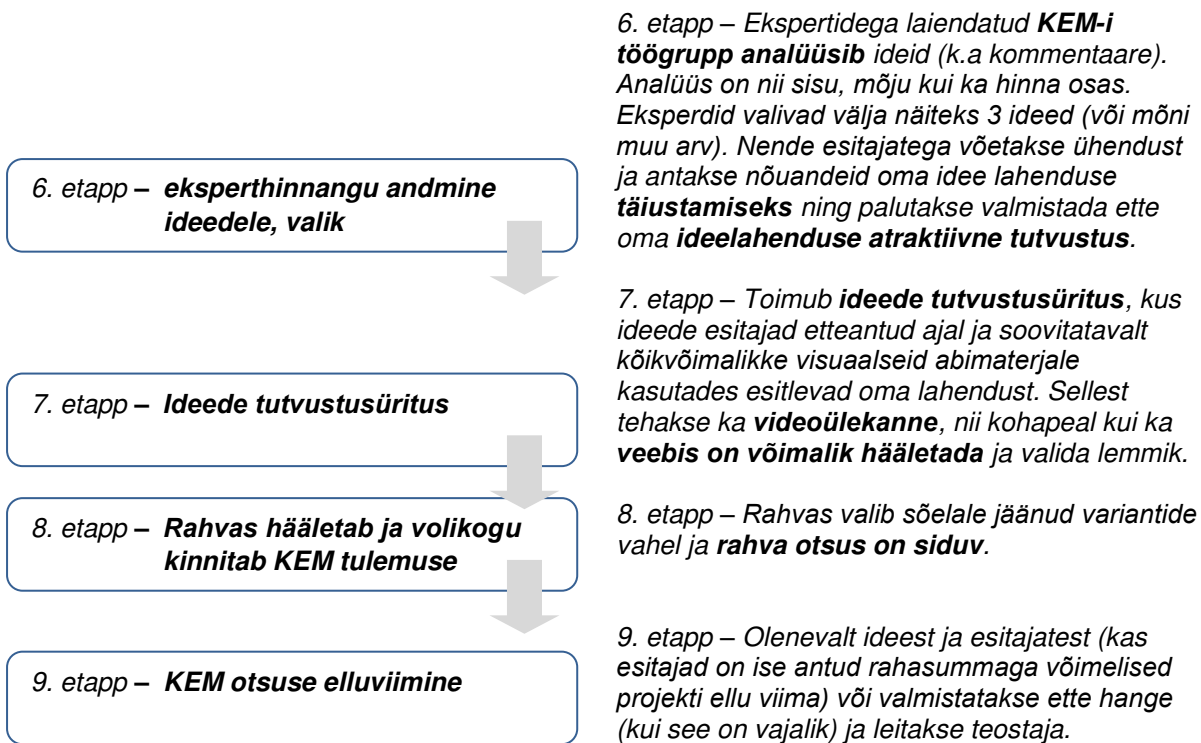 6. etapp – Ekspertidega laiendatud KEM-i
töögrupp analüüsib ideid (k.a kommentaare).
Analüüs on nii sisu, mõju kui ka hinna osas.
Eksperdid valivad välja näiteks 3 ideed (või mõni
muu arv). Nende esitajatega võetakse ühendust
ja antakse nõuandeid oma idee lahenduse
täiustamiseks ning palutakse valmistada ette
oma ideelahenduse atraktiivne tutvustus.
6. etapp – eksperthinnangu andmine
ideedele, valik
7. etapp – Toimub ideede tutvustusüritus, kus
ideede esitajad etteantud ajal ja soovitatavalt
kõikvõimalikke visuaalseid abimaterjale
kasutades esitlevad oma lahendust. Sellest
tehakse ka videoülekanne, nii kohapeal kui ka
veebis on võimalik hääletada ja valida lemmik.
7. etapp – Ideede tutvustusüritus
8. etapp – Rahvas valib sõelale jäänud variantide
vahel ja rahva otsus on siduv.
8. etapp – Rahvas hääletab ja volikogu
kinnitab KEM tulemuse
9. etapp – Olenevalt ideest ja esitajatest (kas
esitajad on ise antud rahasummaga võimelised
projekti ellu viima) või valmistatakse ette hange
(kui see on vajalik) ja leitakse teostaja.
9. etapp – KEM otsuse elluviimine